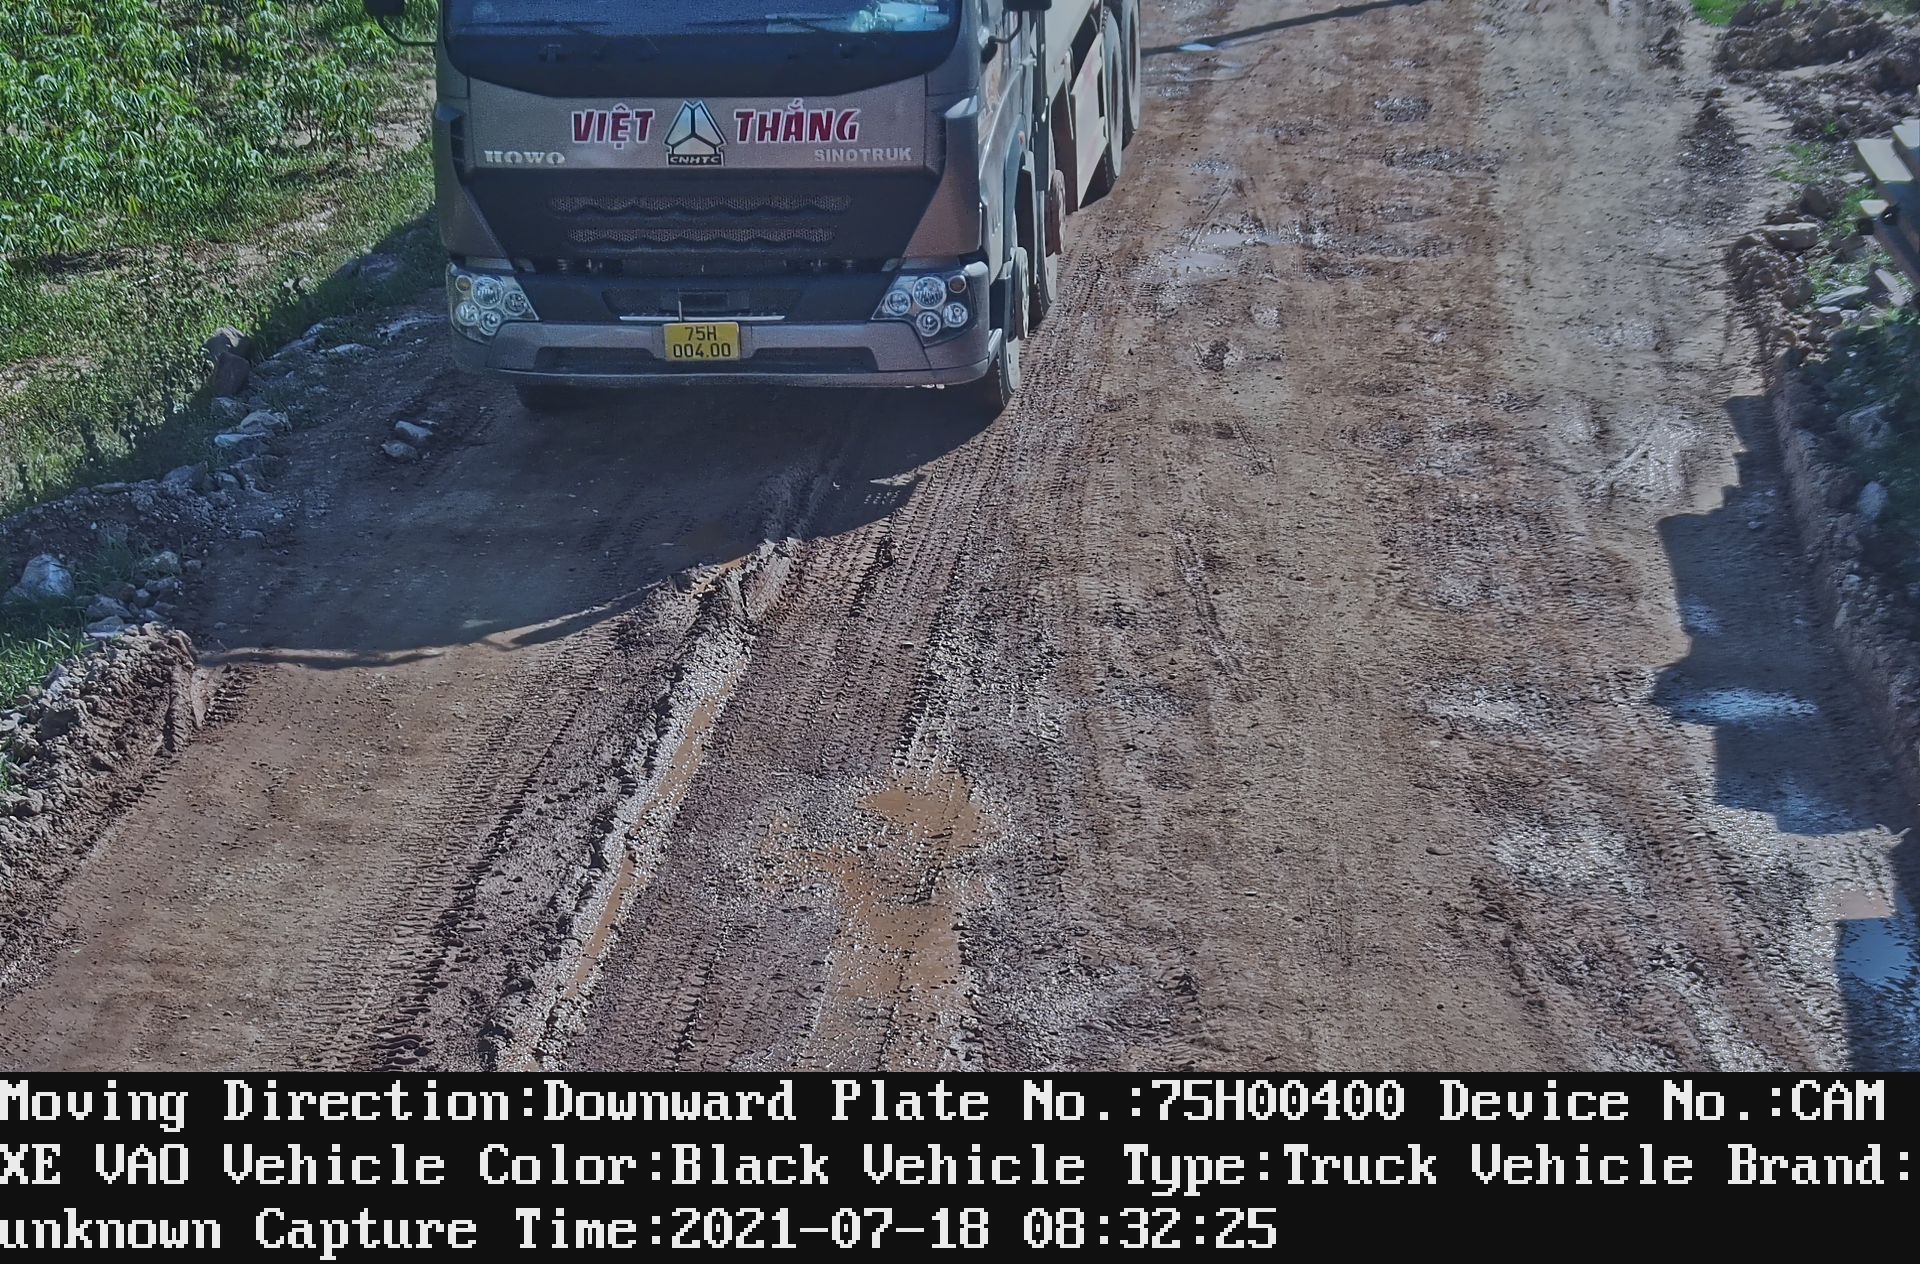 VIỆT THẮNG
HOWO CNHTC SINOTRUK
75H
004.00
Moving Direction:Downward Plate No.:75H00400 Device No.:CAM
XE VAO Vehicle Color:Black Vehicle Type:Truck Vehicle Brand:
unknown Capture Time:2021-07-18 08:32:25